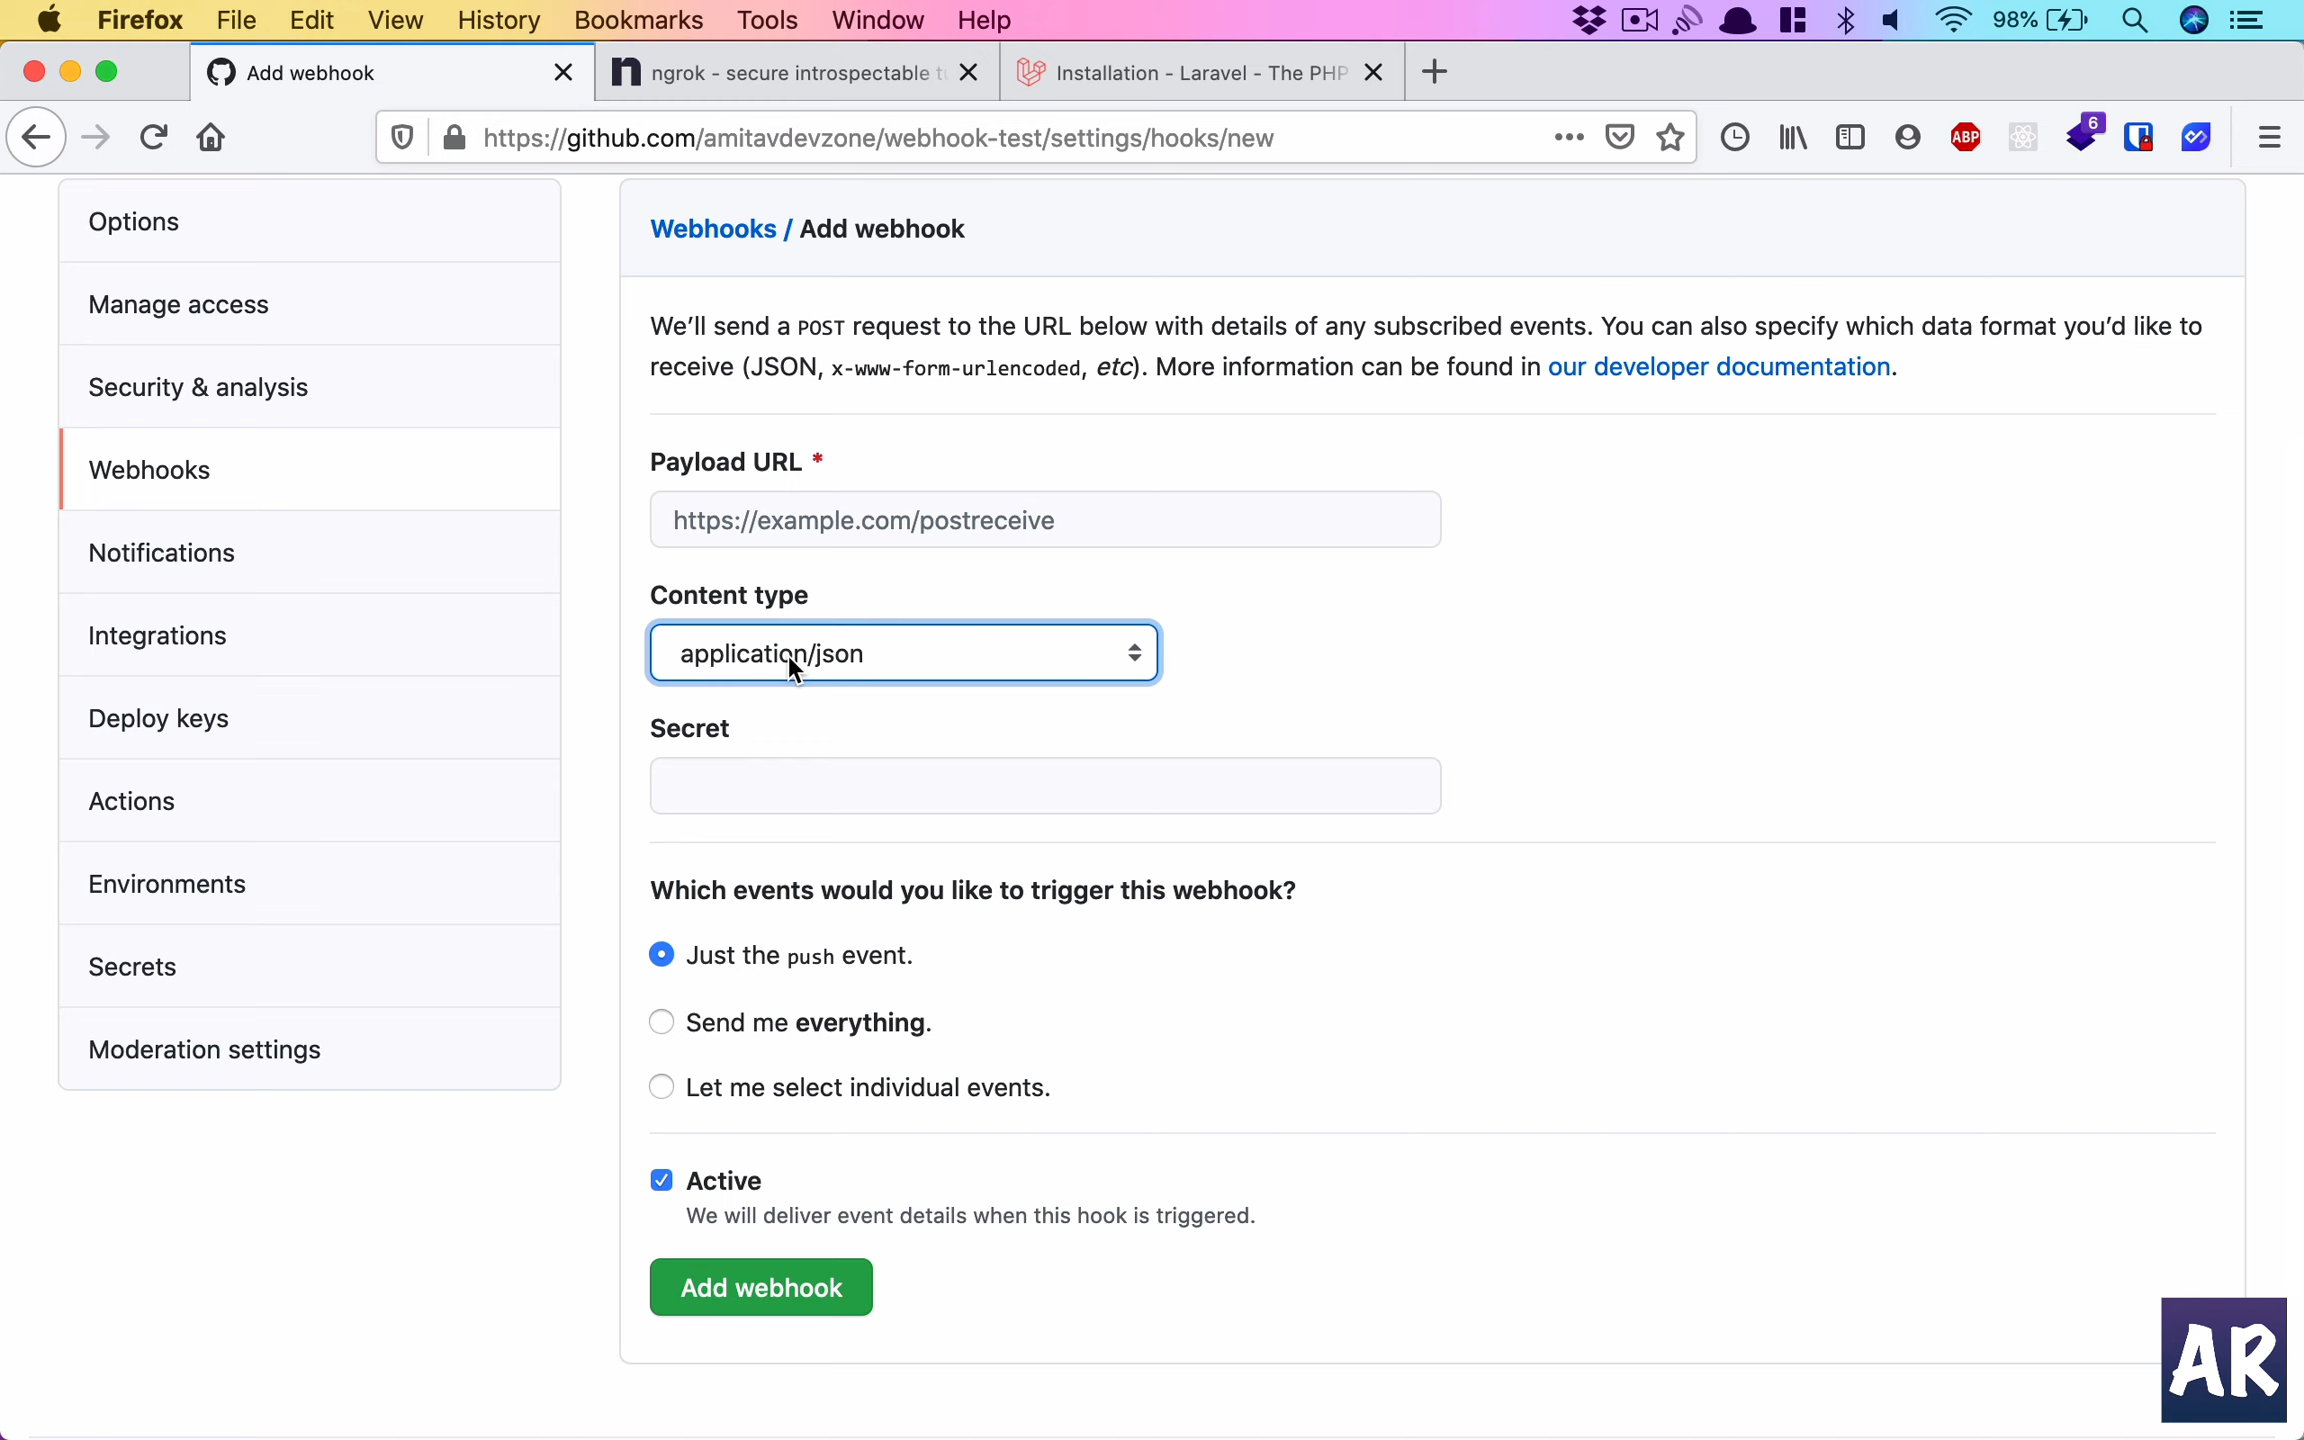 Firefox File Edit View History Bookmarks Tools Window Help 98%
Add webhook ngrok - secure introspectable tu Installation - Laravel - The PHP
https://github.com/amitavdevzone/webhook-test/settings/hooks/new ABP 6
Options
Manage access
Security & analysis
Webhooks
Notifications
Integrations
Deploy keys
Actions
Environments
Secrets
Moderation settings
Webhooks / Add webhook
We’ll send a POST request to the URL below with details of any subscribed events. You can also specify which data format you’d like to
receive (JSON, x-www-form-urlencoded, etc). More information can be found in our developer documentation.
Payload URL *
https://example.com/postreceive
Content type
application/json
Secret
Which events would you like to trigger this webhook?
Just the push event.
Send me everything.
Let me select individual events.
Active
We will deliver event details when this hook is triggered.
Add webhook
AR